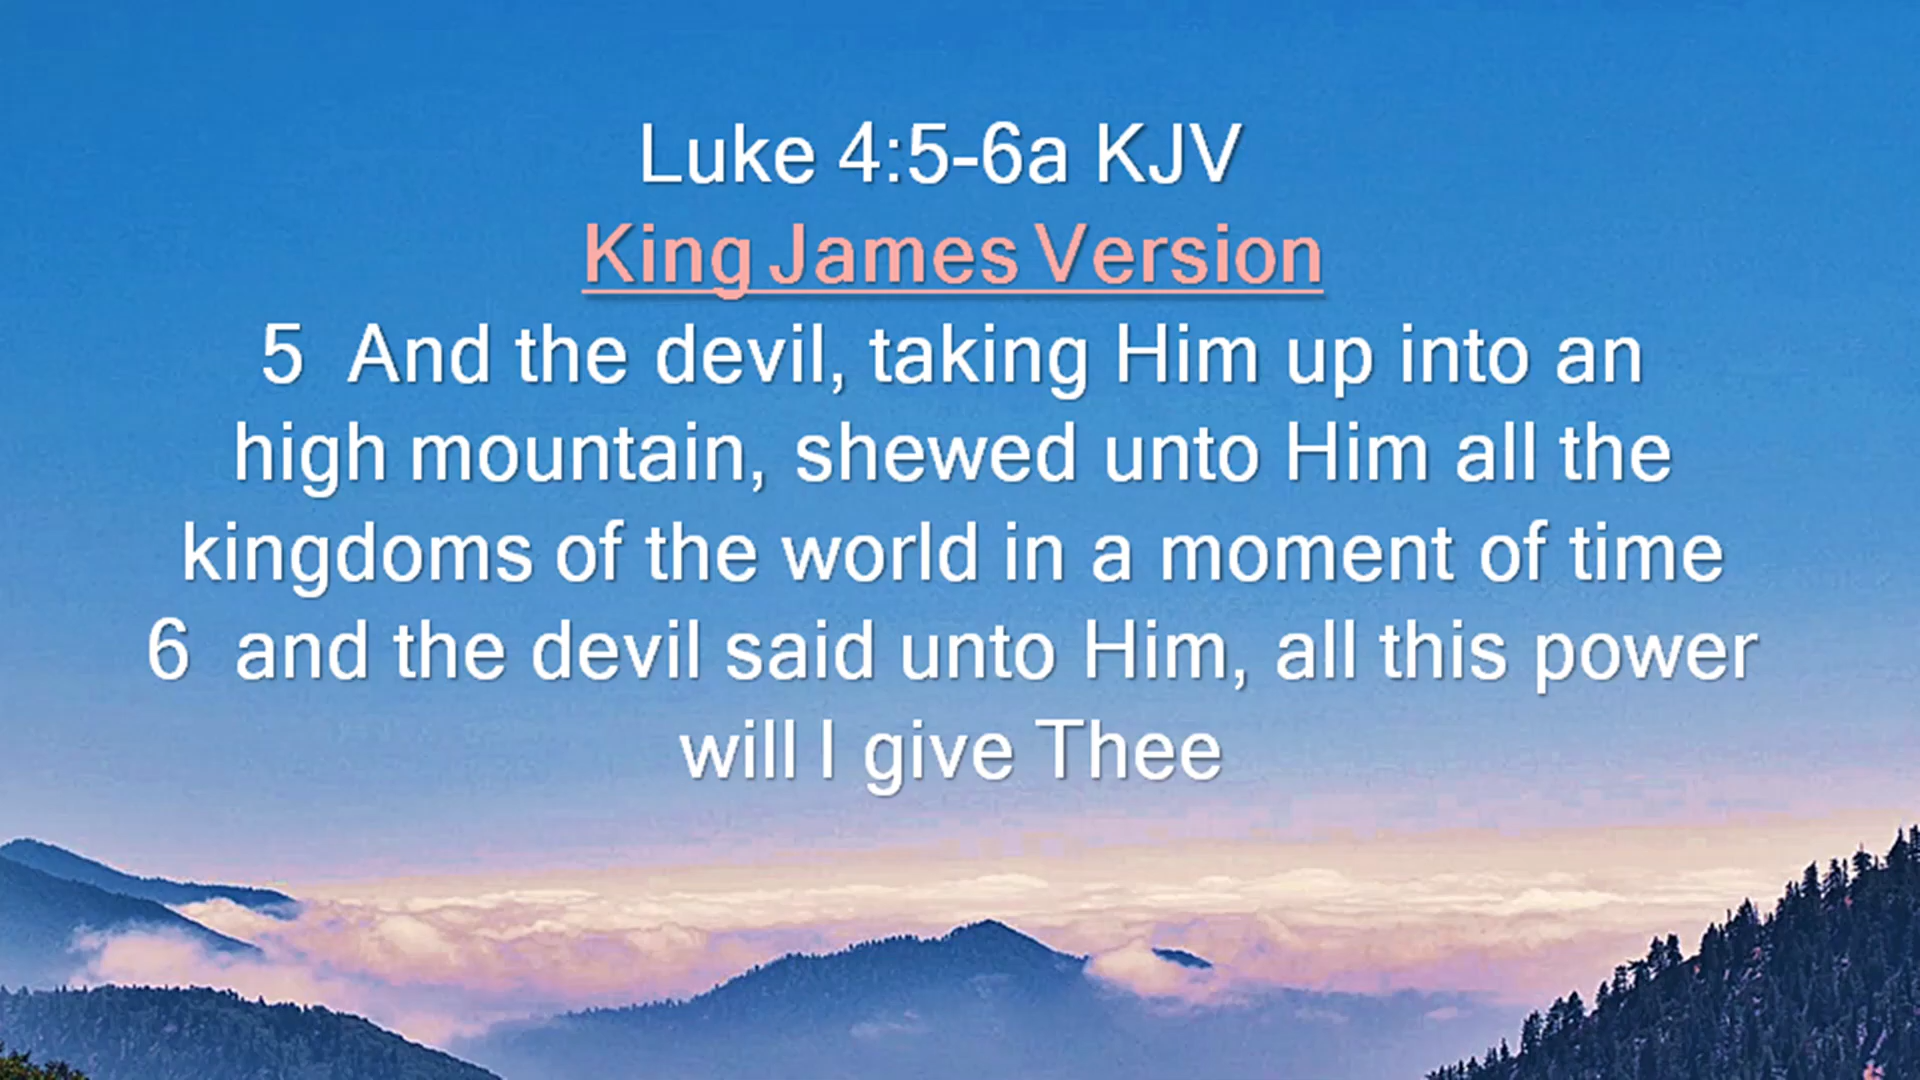 Luke 4:5-6a KJV
King James Version
5 And the devil, taking Him up into an
high mountain, shewed unto Him all the
kingdoms of the world in a moment of time
6 and the devil said unto Him, all this power
will I give Thee